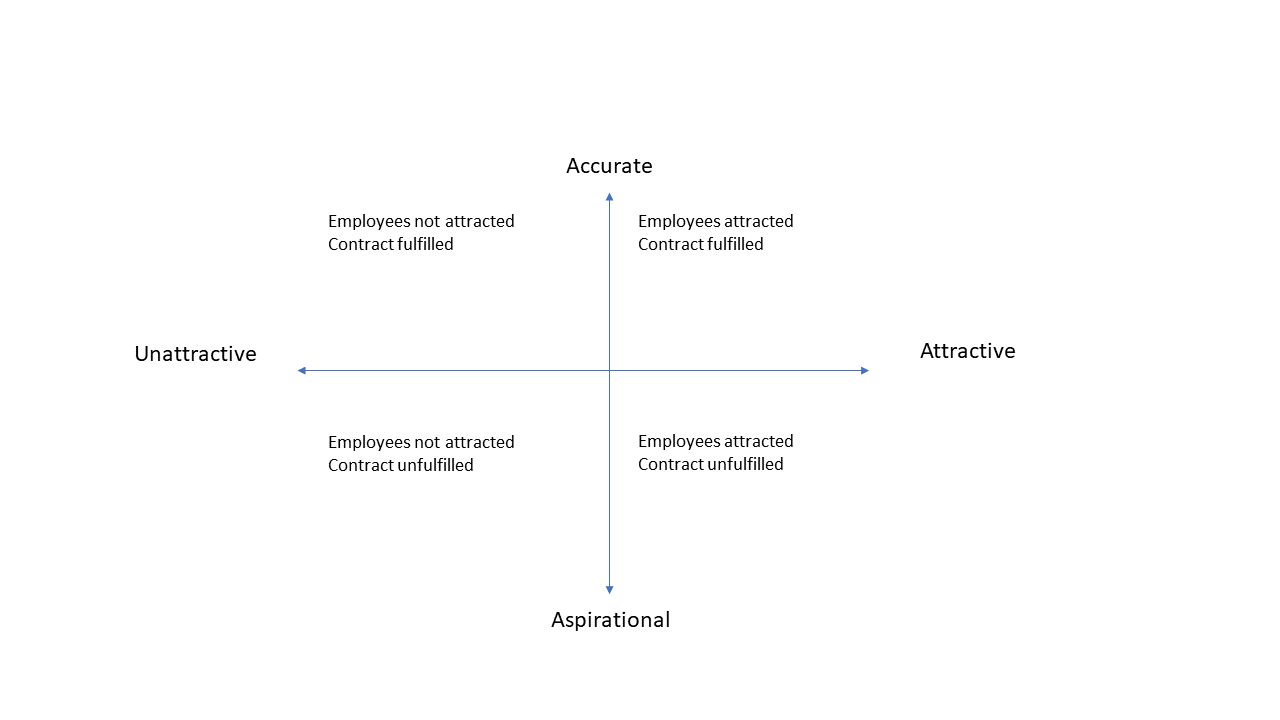 Accurate
Employees not attracted
Contract fulfilled
Employees attracted
Contract fulfilled
Unattractive
Attractive
Employees not attracted
Contract unfulfilled
Employees attracted
Contract unfulfilled
Aspirational